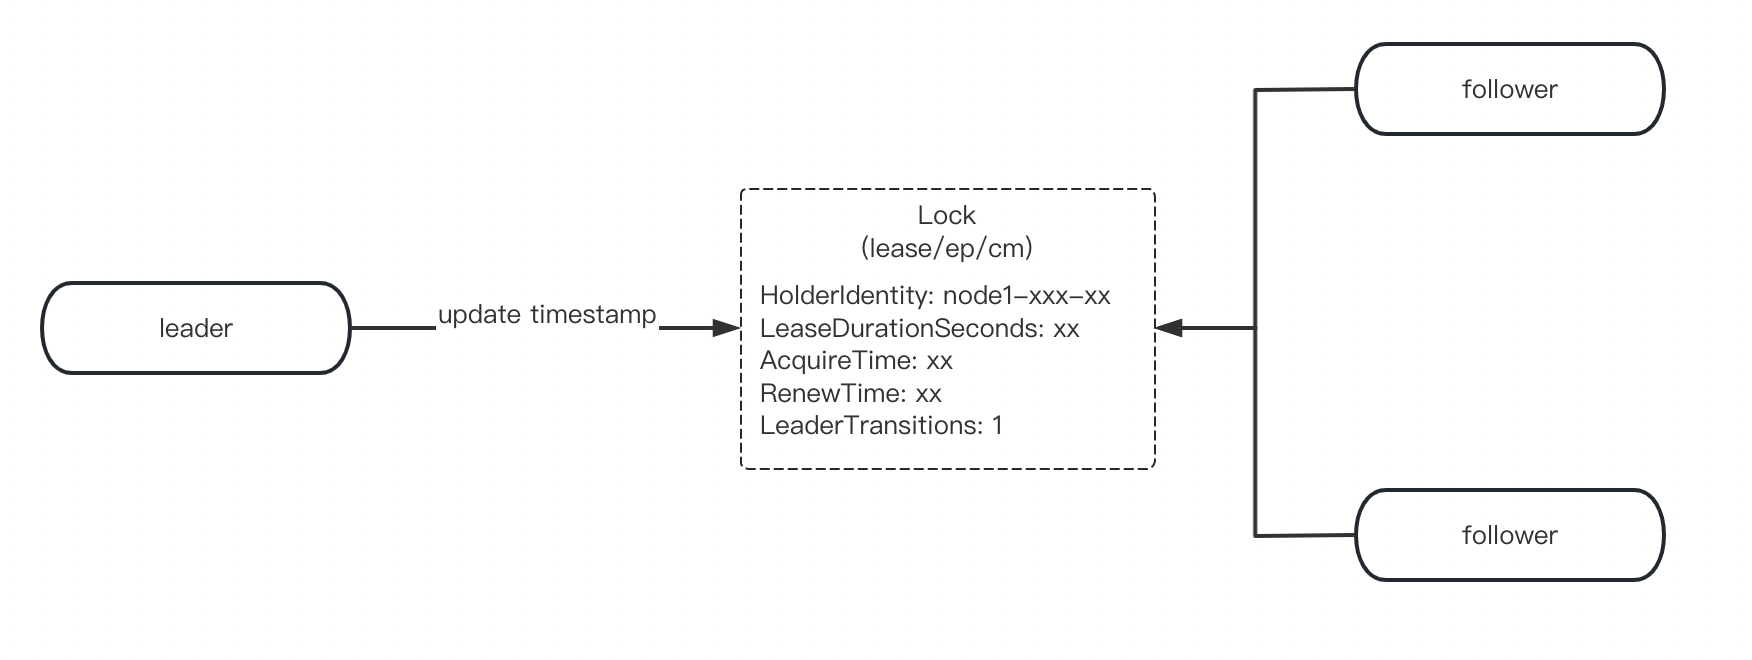 leader
update timestamp
Lock
(lease/ep/cm)
HolderIdentity: node1-xxx-xx
LeaseDurationSeconds: xx
AcquireTime: xx
RenewTime: xx
LeaderTransitions: 1
follower
follower